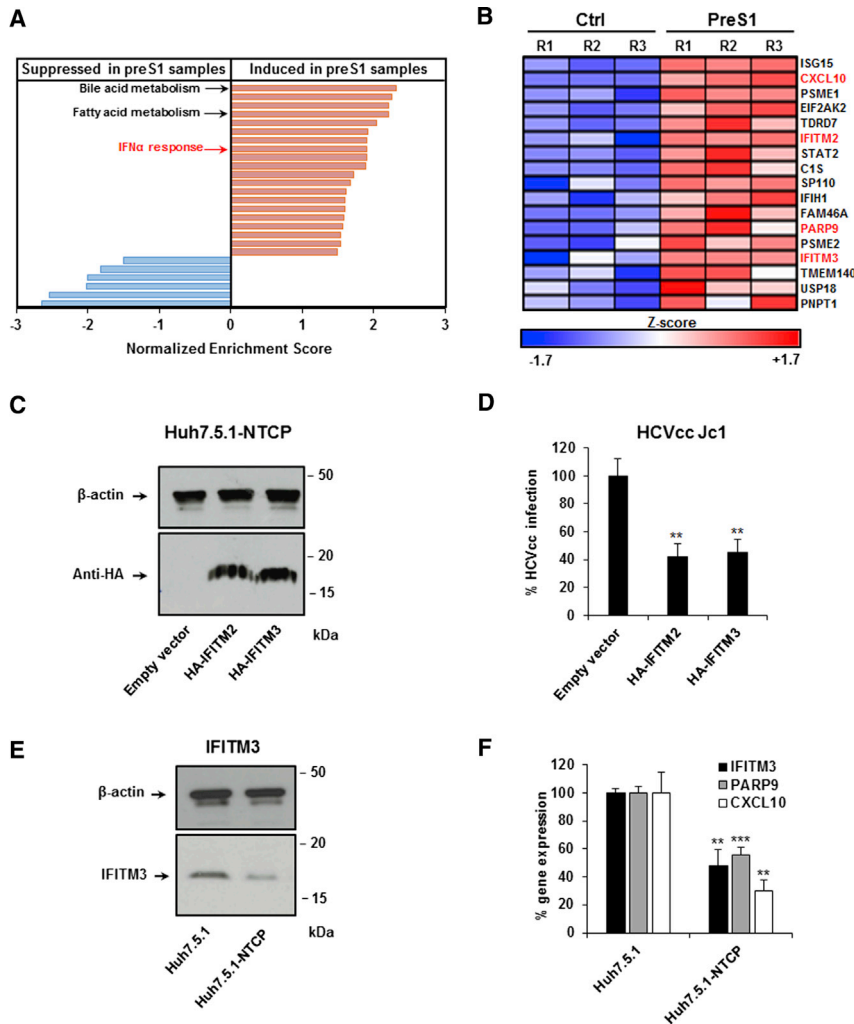 A
Suppressed in preS1 samples
Induced in preS1 samples
Bile acid metabolism
Fatty acid metabolism
IFNα response
-3
-2
-1
0
1
2
3
Normalized Enrichment Score
B
Ctrl
PreS1
R1
R2
R3
R1
R2
R3
ISG15
CXCL10
PSME1
EIF2AK2
TDRD7
IFITM2
STAT2
C1S
SP110
IFIH1
FAM46A
PARP9
PSME2
IFITM3
TMEM140
USP18
PNPT1
Z-score
-1.7
+1.7
C
Huh7.5.1-NTCP
β-actin
Anti-HA
50
20
15
kDa
Empty vector
HA-IFITM2
HA-IFITM3
D
HCVcc Jc1
% HCVcc infection
120
100
80
60
40
20
0
**
**
Empty vector
HA-IFITM2
HA-IFITM3
E
IFITM3
β-actin
IFITM3
50
20
15
kDa
Huh7.5.1
Huh7.5.1-NTCP
F
% gene expression
120
100
80
60
40
20
0
IFITM3
PARP9
CXCL10
**
***
**
Huh7.5.1
Huh7.5.1-NTCP